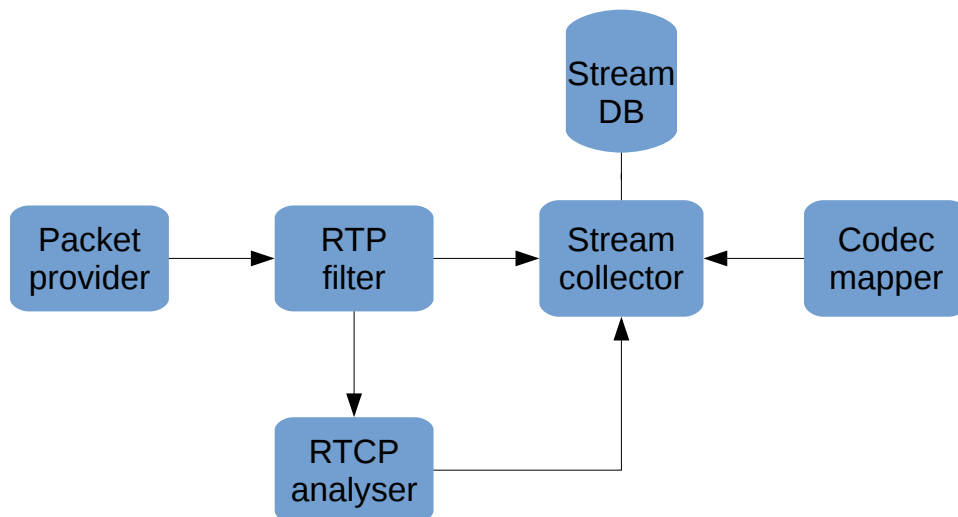 Stream
DB
Packet
provider
RTP
filter
Stream
collector
Codec
mapper
RTCP
analyser